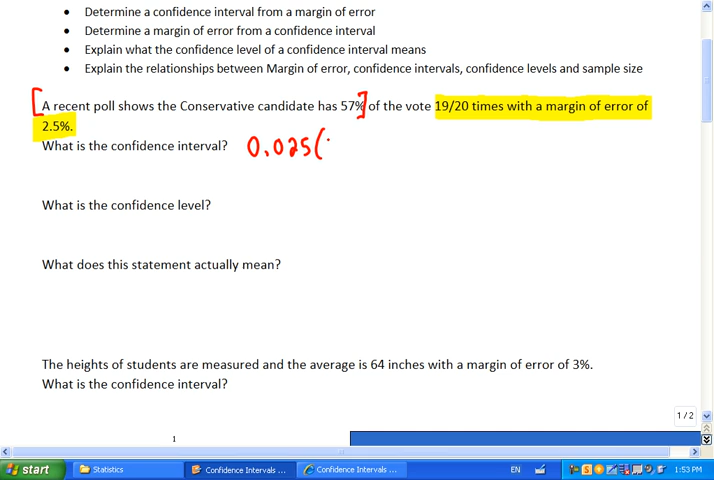 • Determine a confidence interval from a margin of error
• Determine a margin of error from a confidence interval
• Explain what the confidence level of a confidence interval means
• Explain the relationships between Margin of error, confidence intervals, confidence levels and sample size
[A recent poll shows the Conservative candidate has 57%] of the vote 19/20 times with a margin of error of
2.5%.
What is the confidence interval? 0.025(
What is the confidence level?
What does this statement actually mean?
The heights of students are measured and the average is 64 inches with a margin of error of 3%.
What is the confidence interval?
1 / 2
1
start Statistics Confidence Intervals ... Confidence Intervals ... EN 1:53 PM